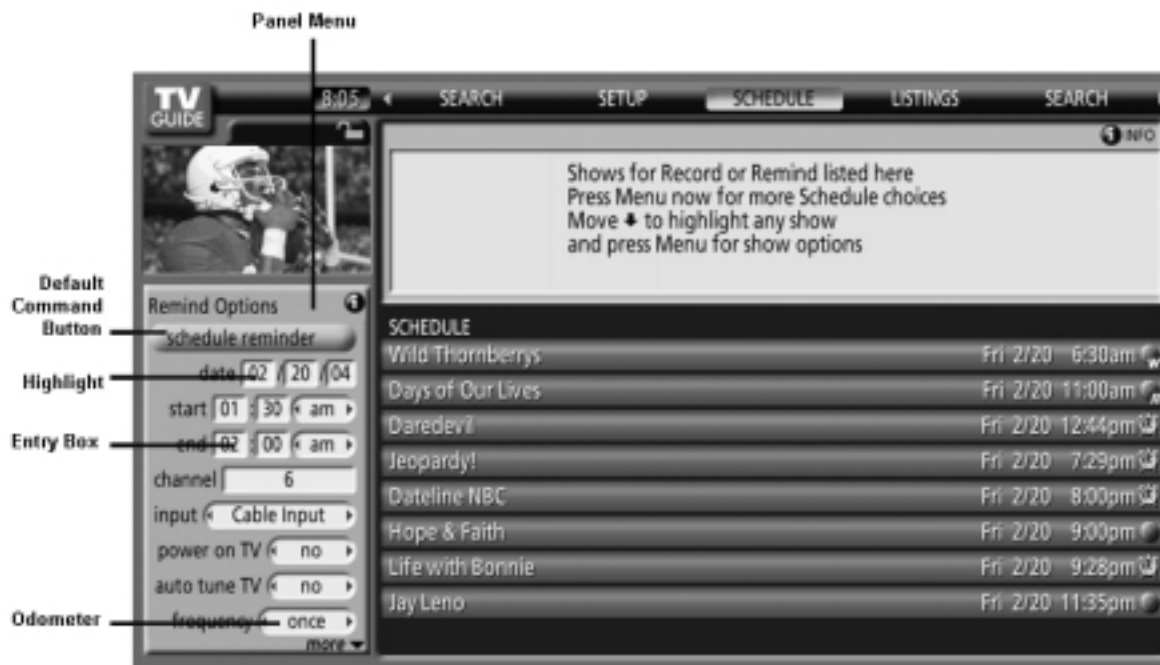 Panel Menu
TV
GUIDE
8:05
SEARCH SETUP SCHEDULE LISTINGS SEARCH
i INFO
Shows for Record or Remind listed here
Press Menu now for more Schedule choices
Move ↓ to highlight any show
and press Menu for show options
Default
Command
Button
Highlight
Entry Box
Odometer
Remind Options i
schedule reminder
date 02 / 20 / 04
start 01 : 30 am
end 02 : 00 am
channel 6
input Cable Input
power on TV no
auto tune TV no
frequency once
more
SCHEDULE
Wild Thornberrys Fri 2/20 6:30am
Days of Our Lives Fri 2/20 11:00am
Daredevil Fri 2/20 12:44pm
Jeopardy! Fri 2/20 7:29pm
Dateline NBC Fri 2/20 8:00pm
Hope & Faith Fri 2/20 9:00pm
Life with Bonnie Fri 2/20 9:28pm
Jay Leno Fri 2/20 11:35pm